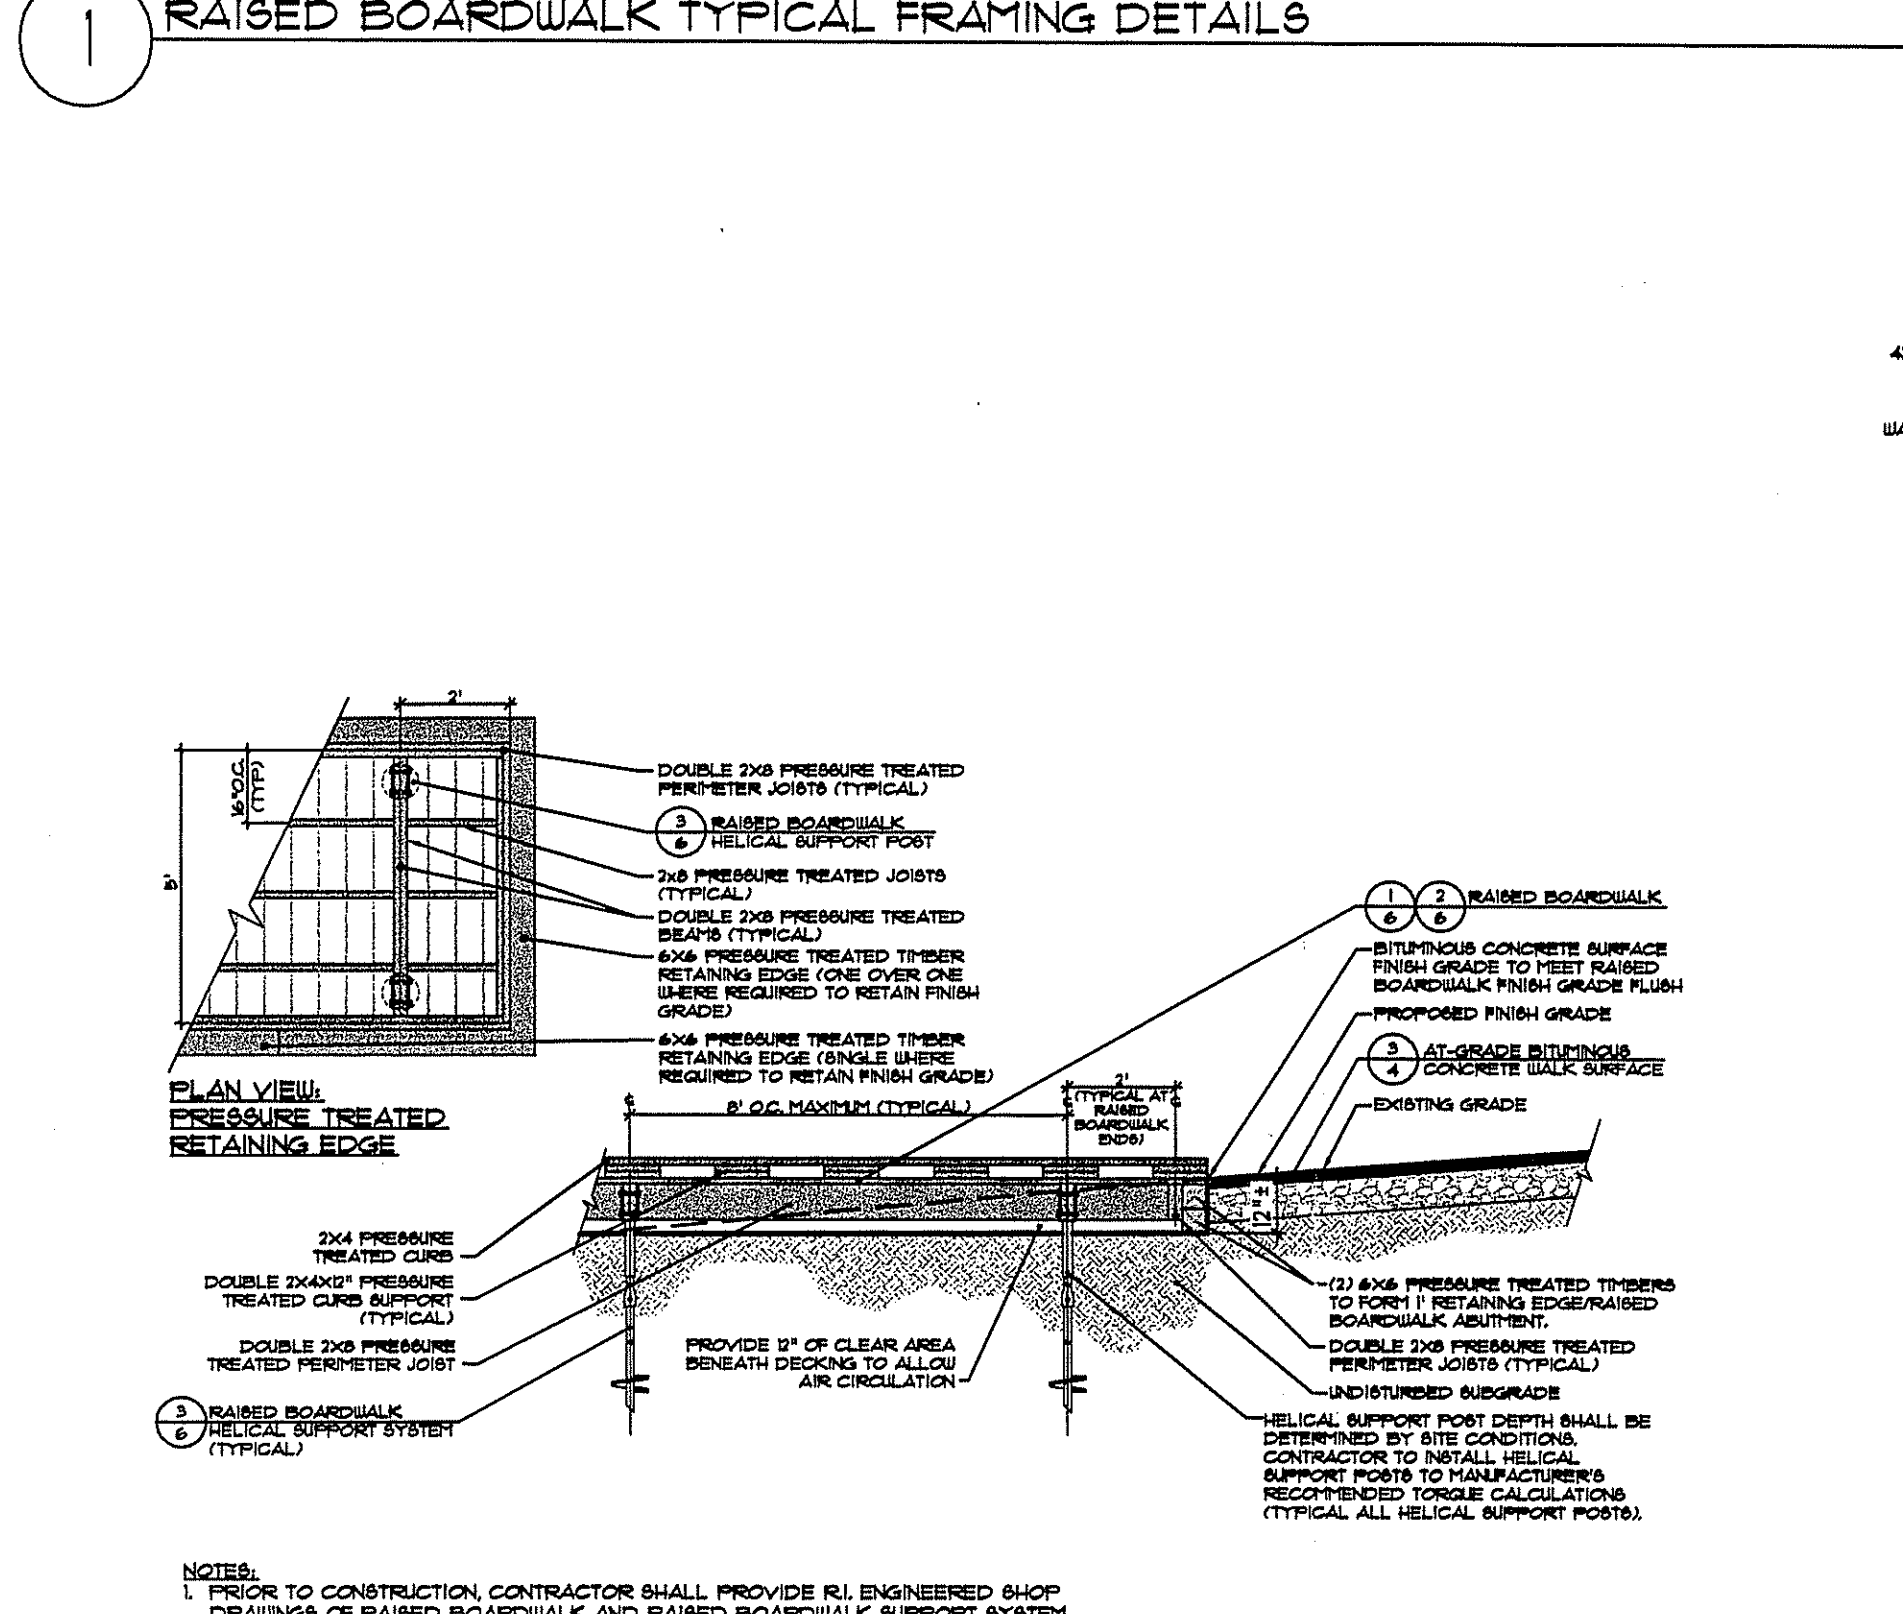 1
RAISED BOARDWALK TYPICAL FRAMING DETAILS
2'
16" O.C.
(TYP)
5'
DOUBLE 2X8 PRESSURE TREATED
PERIMETER JOISTS (TYPICAL)
3
6
RAISED BOARDWALK
HELICAL SUPPORT POST
2x8 PRESSURE TREATED JOISTS
(TYPICAL)
DOUBLE 2X8 PRESSURE TREATED
BEAMS (TYPICAL)
6X6 PRESSURE TREATED TIMBER
RETAINING EDGE (ONE OVER ONE
WHERE REQUIRED TO RETAIN FINISH
GRADE)
6X6 PRESSURE TREATED TIMBER
RETAINING EDGE (SINGLE WHERE
REQUIRED TO RETAIN FINISH GRADE)
PLAN VIEW:
PRESSURE TREATED
RETAINING EDGE
8' O.C. MAXIMUM (TYPICAL)
2'
(TYPICAL AT
RAISED
BOARDWALK
ENDS)
1
6
2
6
RAISED BOARDWALK
BITUMINOUS CONCRETE SURFACE
FINISH GRADE TO MEET RAISED
BOARDWALK FINISH GRADE FLUSH
PROPOSED FINISH GRADE
3
4
AT-GRADE BITUMINOUS
CONCRETE WALK SURFACE
EXISTING GRADE
12"±
2X4 PRESSURE
TREATED CURB
DOUBLE 2X4X12" PRESSURE
TREATED CURB SUPPORT
(TYPICAL)
DOUBLE 2X8 PRESSURE
TREATED PERIMETER JOIST
3
6
RAISED BOARDWALK
HELICAL SUPPORT SYSTEM
(TYPICAL)
PROVIDE 12" OF CLEAR AREA
BENEATH DECKING TO ALLOW
AIR CIRCULATION
(2) 6X6 PRESSURE TREATED TIMBERS
TO FORM 1' RETAINING EDGE/RAISED
BOARDWALK ABUTMENT.
DOUBLE 2X8 PRESSURE TREATED
PERIMETER JOISTS (TYPICAL)
UNDISTURBED SUBGRADE
HELICAL SUPPORT POST DEPTH SHALL BE
DETERMINED BY SITE CONDITIONS.
CONTRACTOR TO INSTALL HELICAL
SUPPORT POSTS TO MANUFACTURER'S
RECOMMENDED TORQUE CALCULATIONS
(TYPICAL ALL HELICAL SUPPORT POSTS).
NOTES:
1. PRIOR TO CONSTRUCTION, CONTRACTOR SHALL PROVIDE R.I. ENGINEERED SHOP
DRAWINGS OF RAISED BOARDWALK AND RAISED BOARDWALK SUPPORT SYSTEM